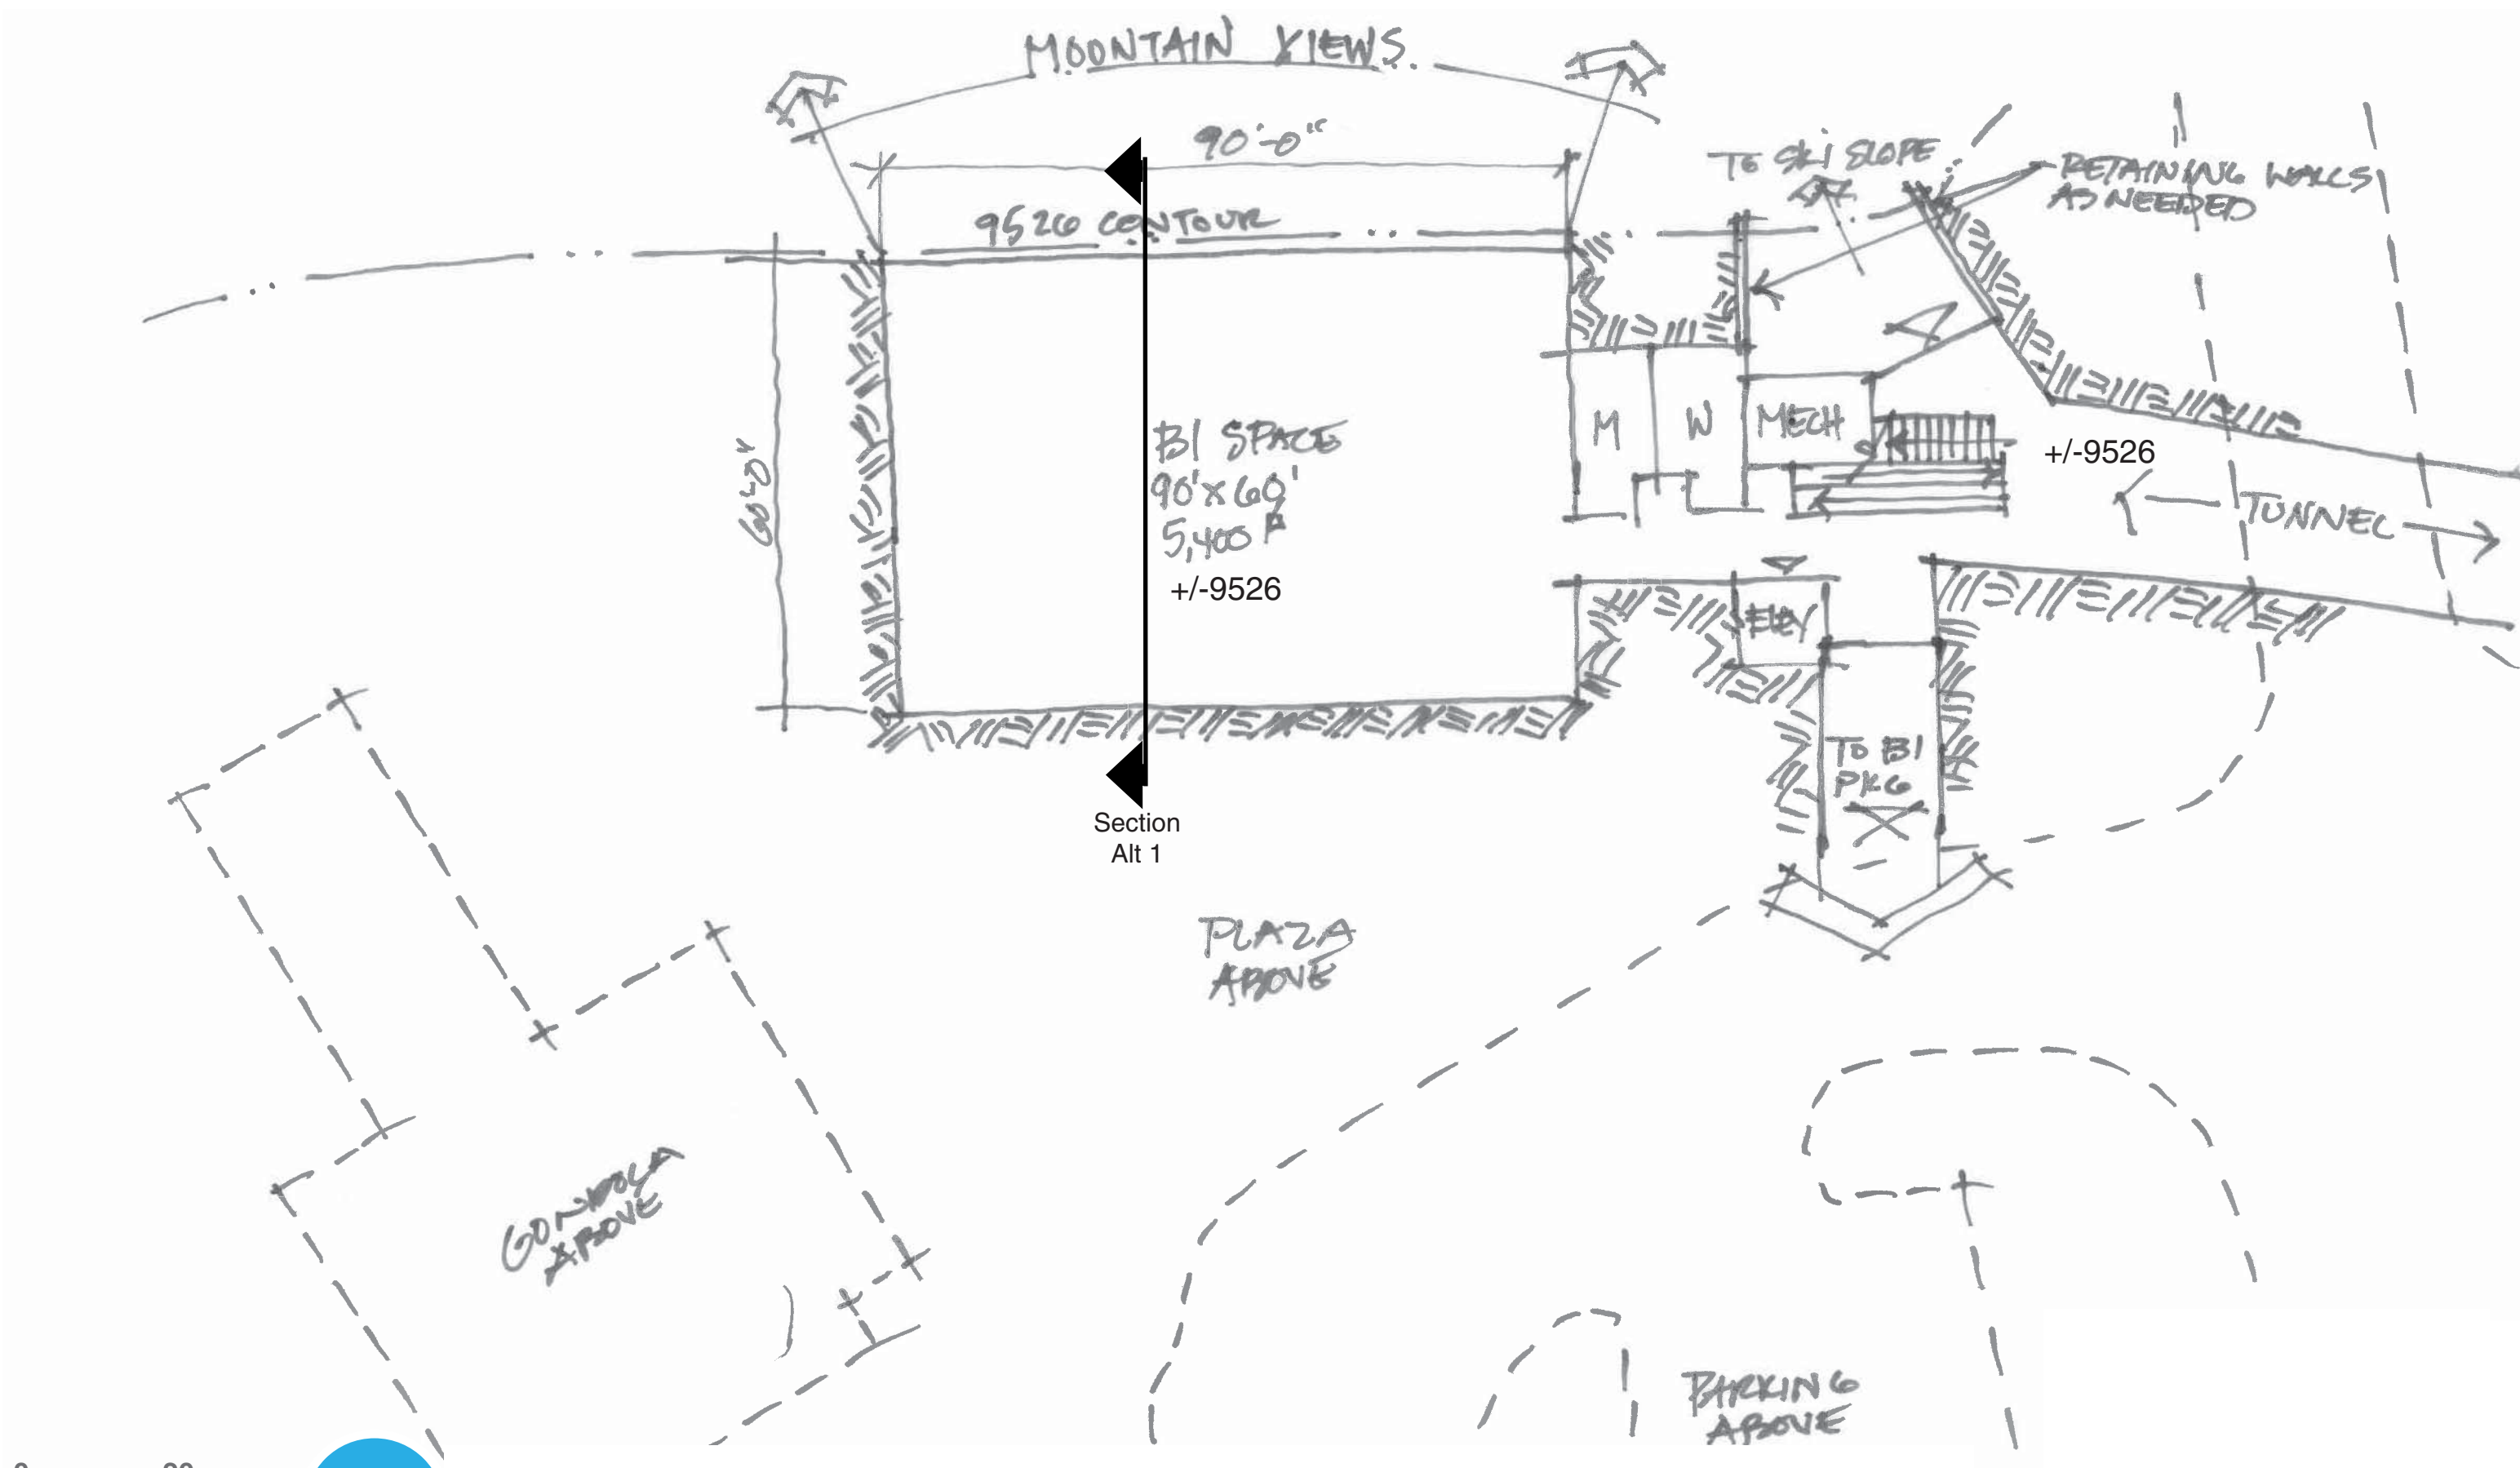 MOUNTAIN VIEWS
90'-0"
TO SKI SLOPE
RETAINING WALLS
AS NEEDED
9526 CONTOUR
60'-0"
B1 SPACE
90' x 60'
5,400
+/-9526
M
W
MECH
+/-9526
TUNNEL
ELEV
TO B1
PKG
Section
Alt 1
PLAZA
ABOVE
GONDOLA
ABOVE
PARKING
ABOVE